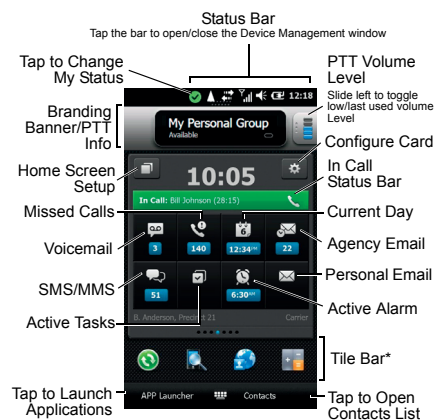 Status Bar
Tap the bar to open/close the Device Management window
Tap to Change
My Status
PTT Volume
Level
Slide left to toggle
low/last used volume
Level
12:18
Branding
Banner/PTT
Info
My Personal Group
Available
Configure Card
Home Screen
Setup
10:05
In Call
Status Bar
In Call: Bill Johnson (28:15)
Missed Calls
Current Day
6
Voicemail
3
140
12:34PM
22
Agency Email
SMS/MMS
51
6:30AM
Personal Email
Active Tasks
Active Alarm
B. Anderson, Precinct 21
Carrier
Tile Bar*
Tap to Launch
Applications
APP Launcher
Contacts
Tap to Open
Contacts List